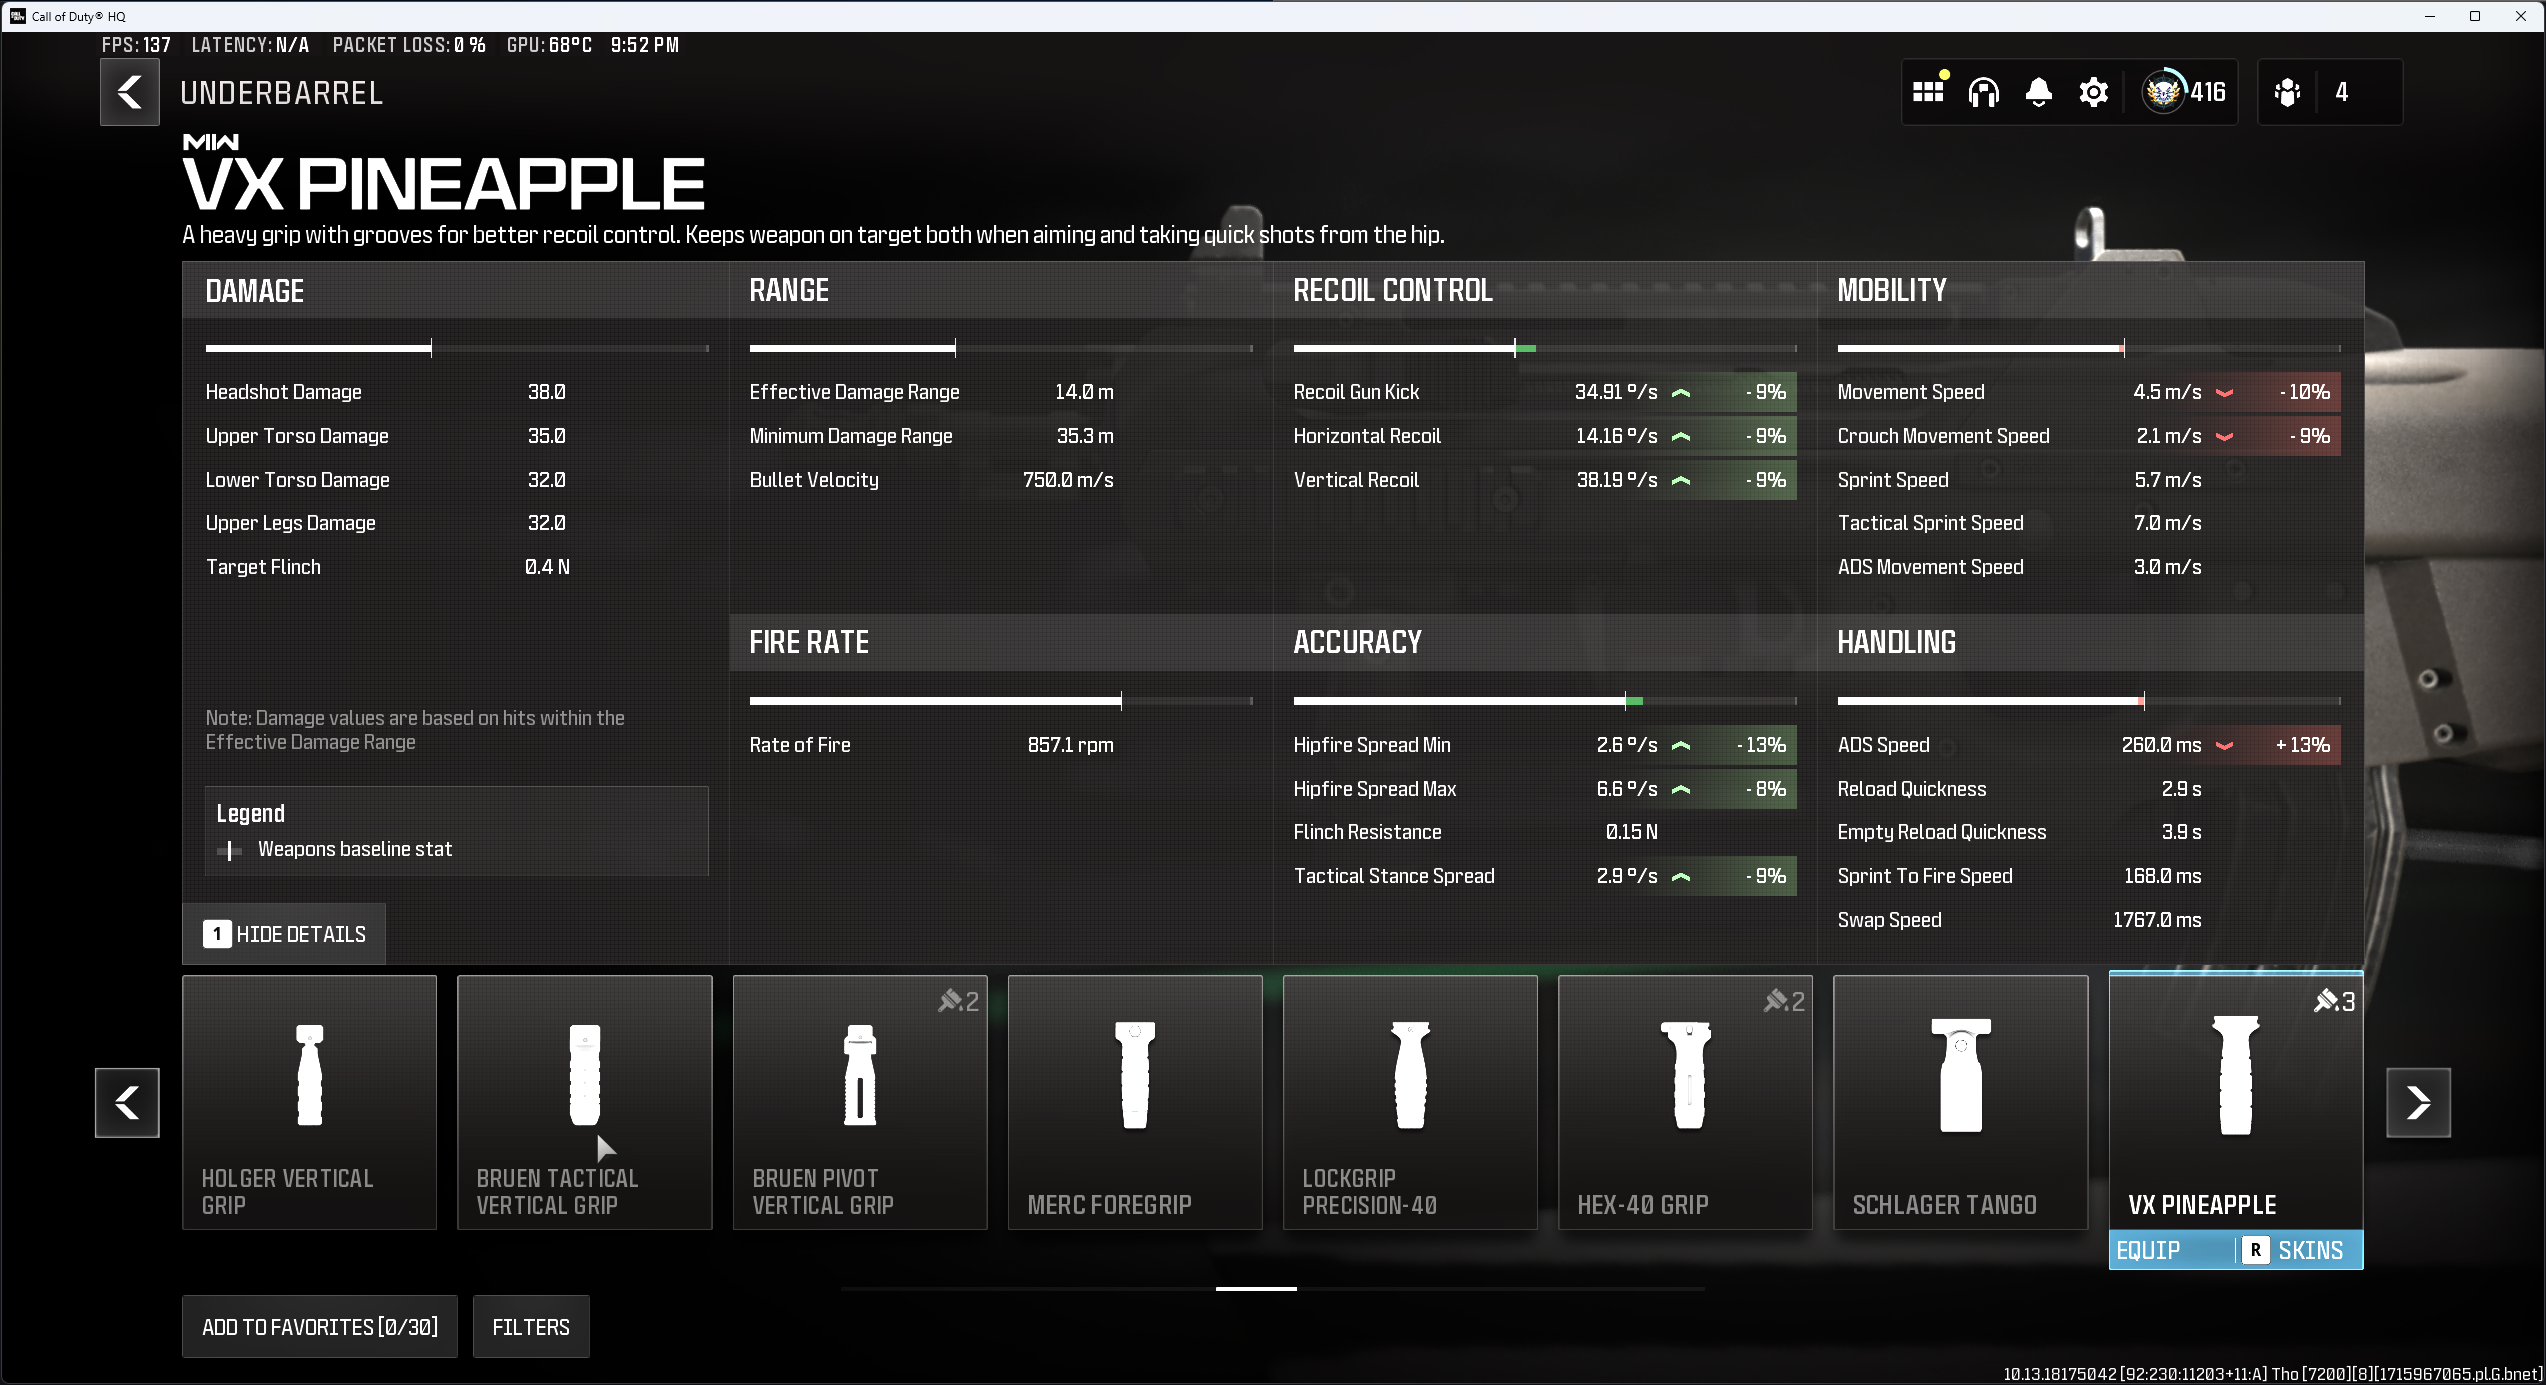 Call of Duty® HQ
FPS: 137 LATENCY: N/A PACKET LOSS: 0 % GPU: 68°C 9:52 PM
UNDERBARREL
416
4
MW
VX PINEAPPLE
A heavy grip with grooves for better recoil control. Keeps weapon on target both when aiming and taking quick shots from the hip.
DAMAGE
Headshot Damage 38.0
Upper Torso Damage 35.0
Lower Torso Damage 32.0
Upper Legs Damage 32.0
Target Flinch 0.4 N
Note: Damage values are based on hits within the
Effective Damage Range
Legend
Weapons baseline stat
1 HIDE DETAILS
RANGE
Effective Damage Range 14.0 m
Minimum Damage Range 35.3 m
Bullet Velocity 750.0 m/s
FIRE RATE
Rate of Fire 857.1 rpm
RECOIL CONTROL
Recoil Gun Kick 34.91 º/s - 9%
Horizontal Recoil 14.16 º/s - 9%
Vertical Recoil 38.19 º/s - 9%
ACCURACY
Hipfire Spread Min 2.6 º/s - 13%
Hipfire Spread Max 6.6 º/s - 8%
Flinch Resistance 0.15 N
Tactical Stance Spread 2.9 º/s - 9%
MOBILITY
Movement Speed 4.5 m/s - 10%
Crouch Movement Speed 2.1 m/s - 9%
Sprint Speed 5.7 m/s
Tactical Sprint Speed 7.0 m/s
ADS Movement Speed 3.0 m/s
HANDLING
ADS Speed 260.0 ms + 13%
Reload Quickness 2.9 s
Empty Reload Quickness 3.9 s
Sprint To Fire Speed 168.0 ms
Swap Speed 1767.0 ms
HOLGER VERTICAL
GRIP
BRUEN TACTICAL
VERTICAL GRIP
2
BRUEN PIVOT
VERTICAL GRIP
MERC FOREGRIP
LOCKGRIP
PRECISION-40
2
HEX-40 GRIP
SCHLAGER TANGO
3
VX PINEAPPLE
EQUIP R SKINS
ADD TO FAVORITES [0/30] FILTERS
10.13.18175042 [92:230:11203+11:A] Tho [7200][8][1715967065.pl.G.bnet]